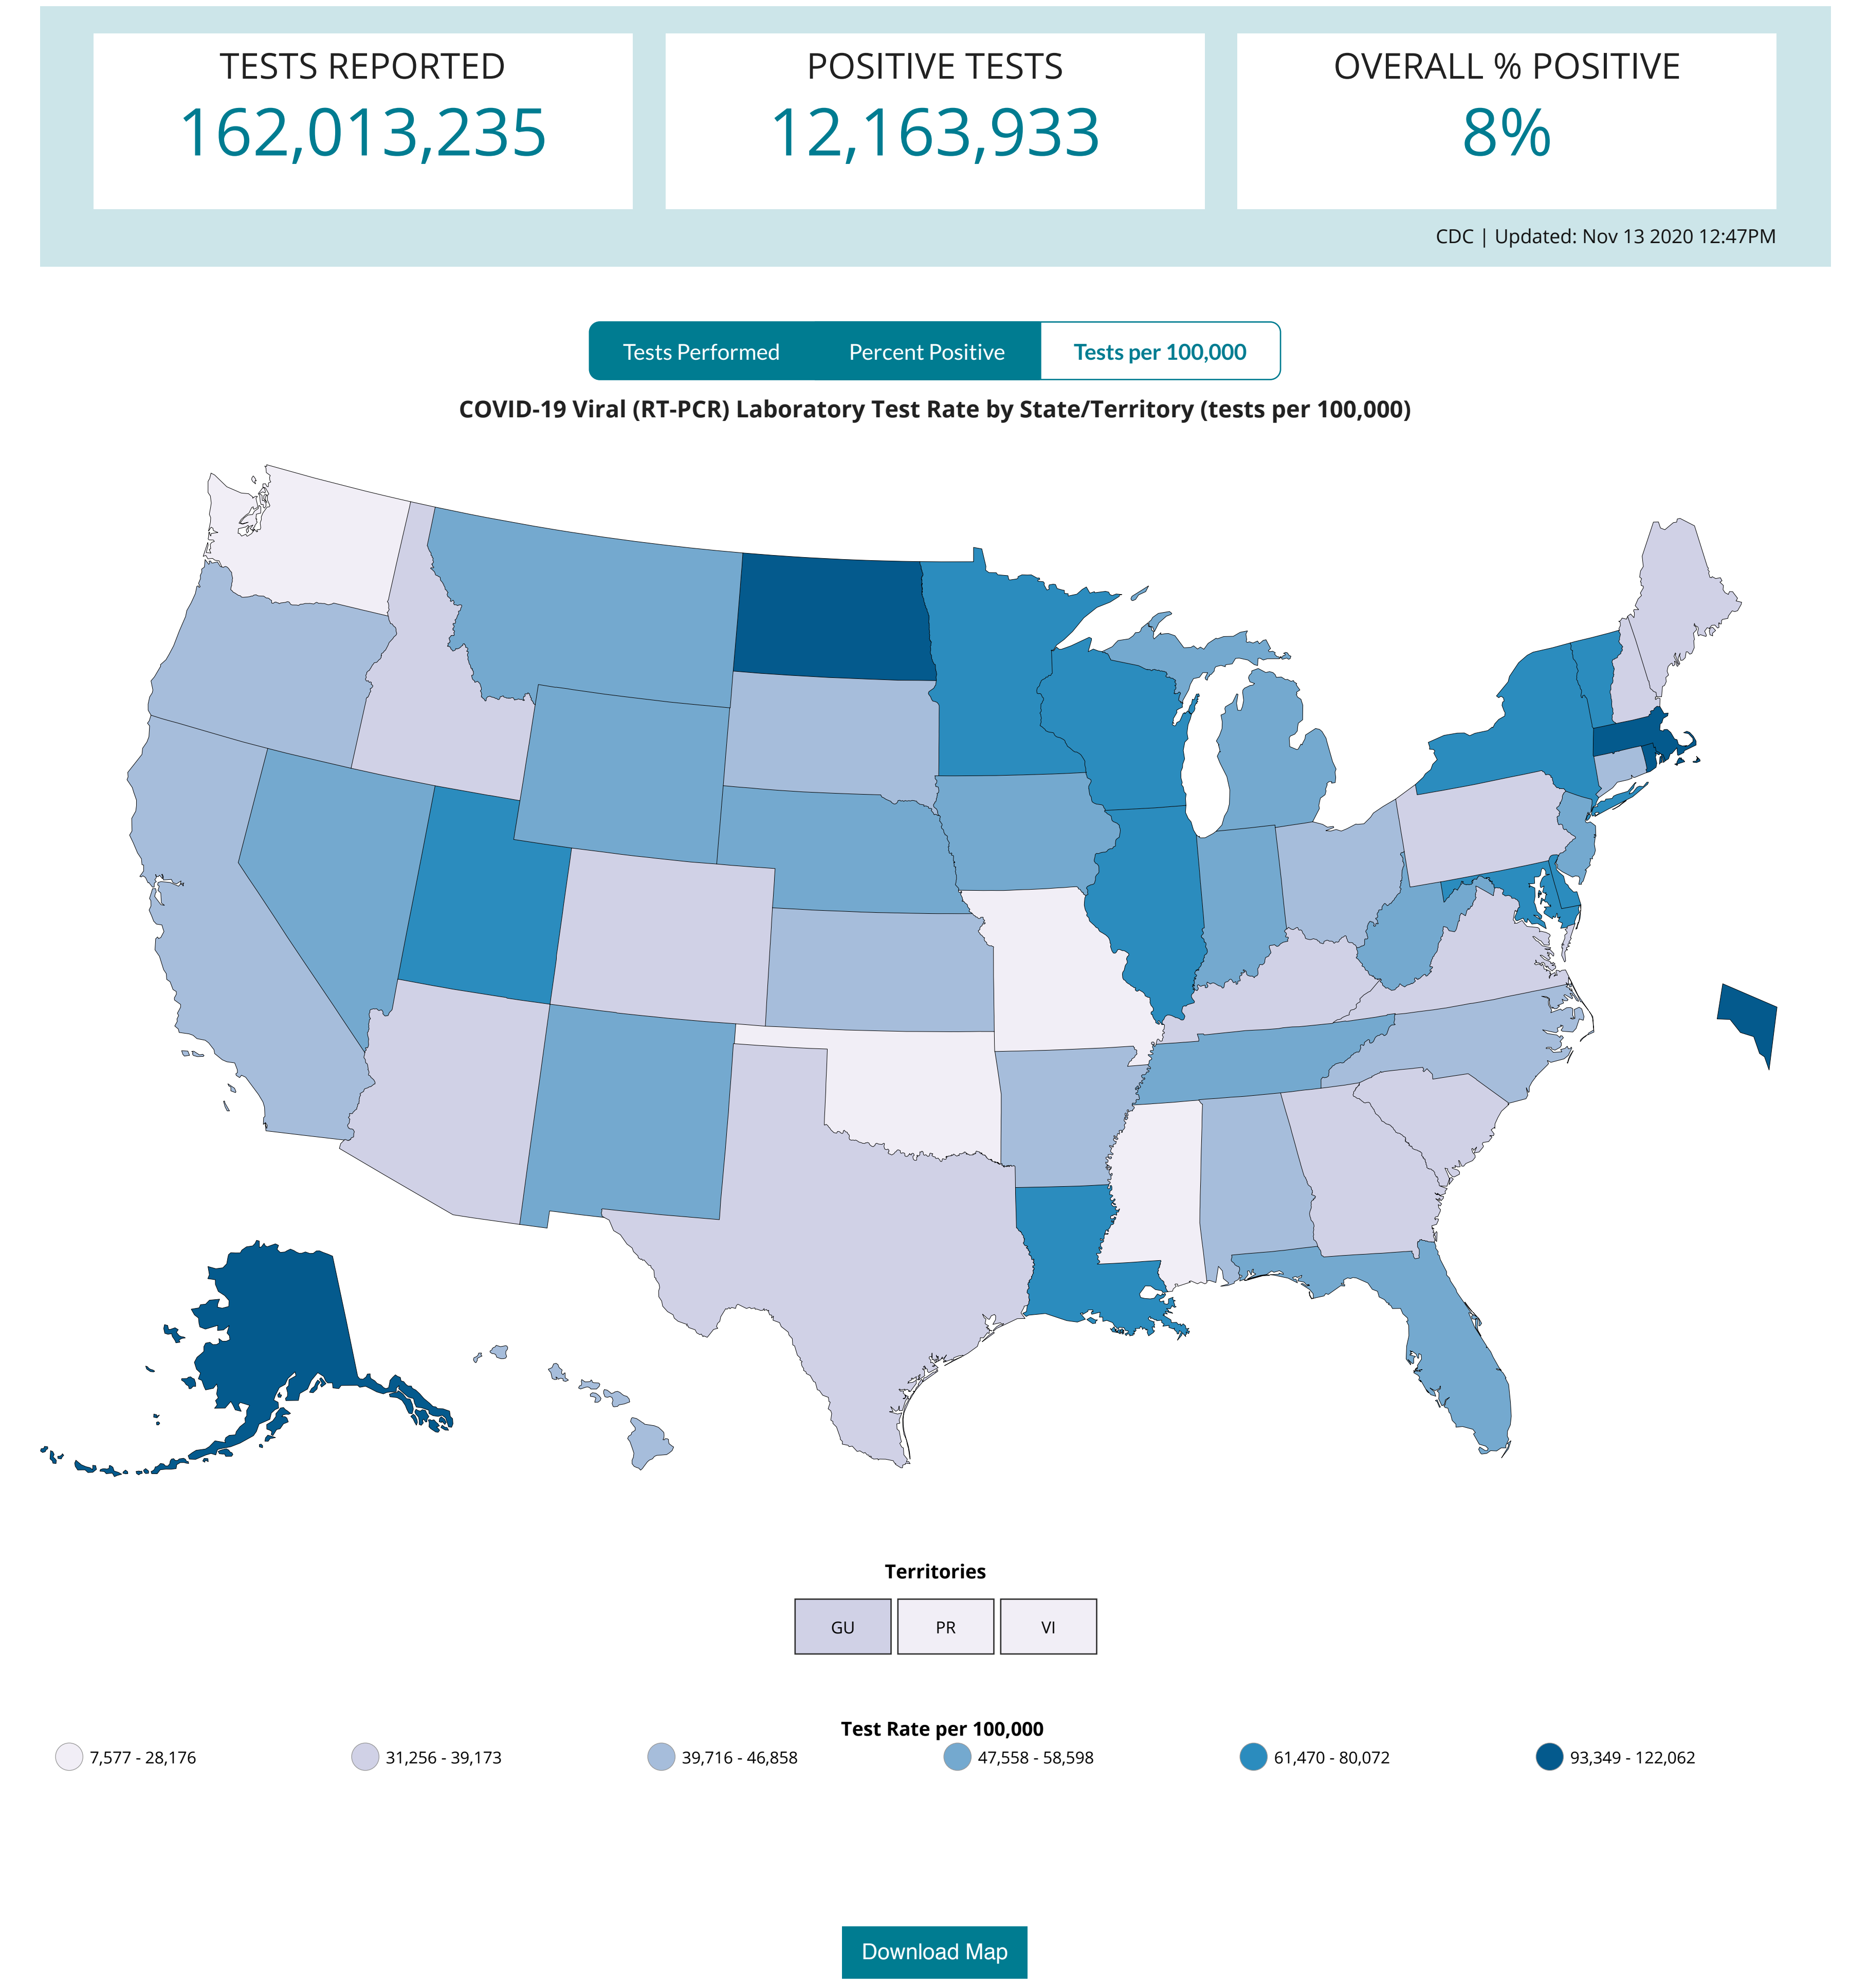 TESTS REPORTED
162,013,235
POSITIVE TESTS
12,163,933
OVERALL % POSITIVE
8%
CDC | Updated: Nov 13 2020 12:47PM
Tests Performed
Percent Positive
Tests per 100,000
COVID-19 Viral (RT-PCR) Laboratory Test Rate by State/Territory (tests per 100,000)
Territories
GU
PR
VI
Test Rate per 100,000
7,577 - 28,176
31,256 - 39,173
39,716 - 46,858
47,558 - 58,598
61,470 - 80,072
93,349 - 122,062
Download Map